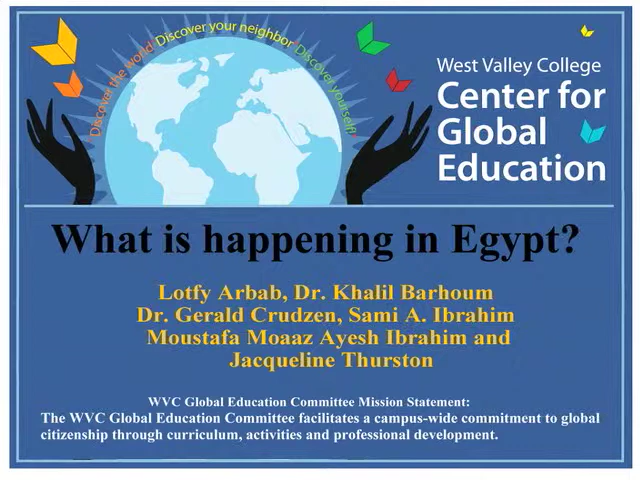 Discover the world Discover your neighbor Discover yourself!
West Valley College
Center for
Global
Education
What is happening in Egypt?
Lotfy Arbab, Dr. Khalil Barhoum
Dr. Gerald Crudzen, Sami A. Ibrahim
Moustafa Moaaz Ayesh Ibrahim and
Jacqueline Thurston
WVC Global Education Committee Mission Statement:
The WVC Global Education Committee facilitates a campus-wide commitment to global
citizenship through curriculum, activities and professional development.